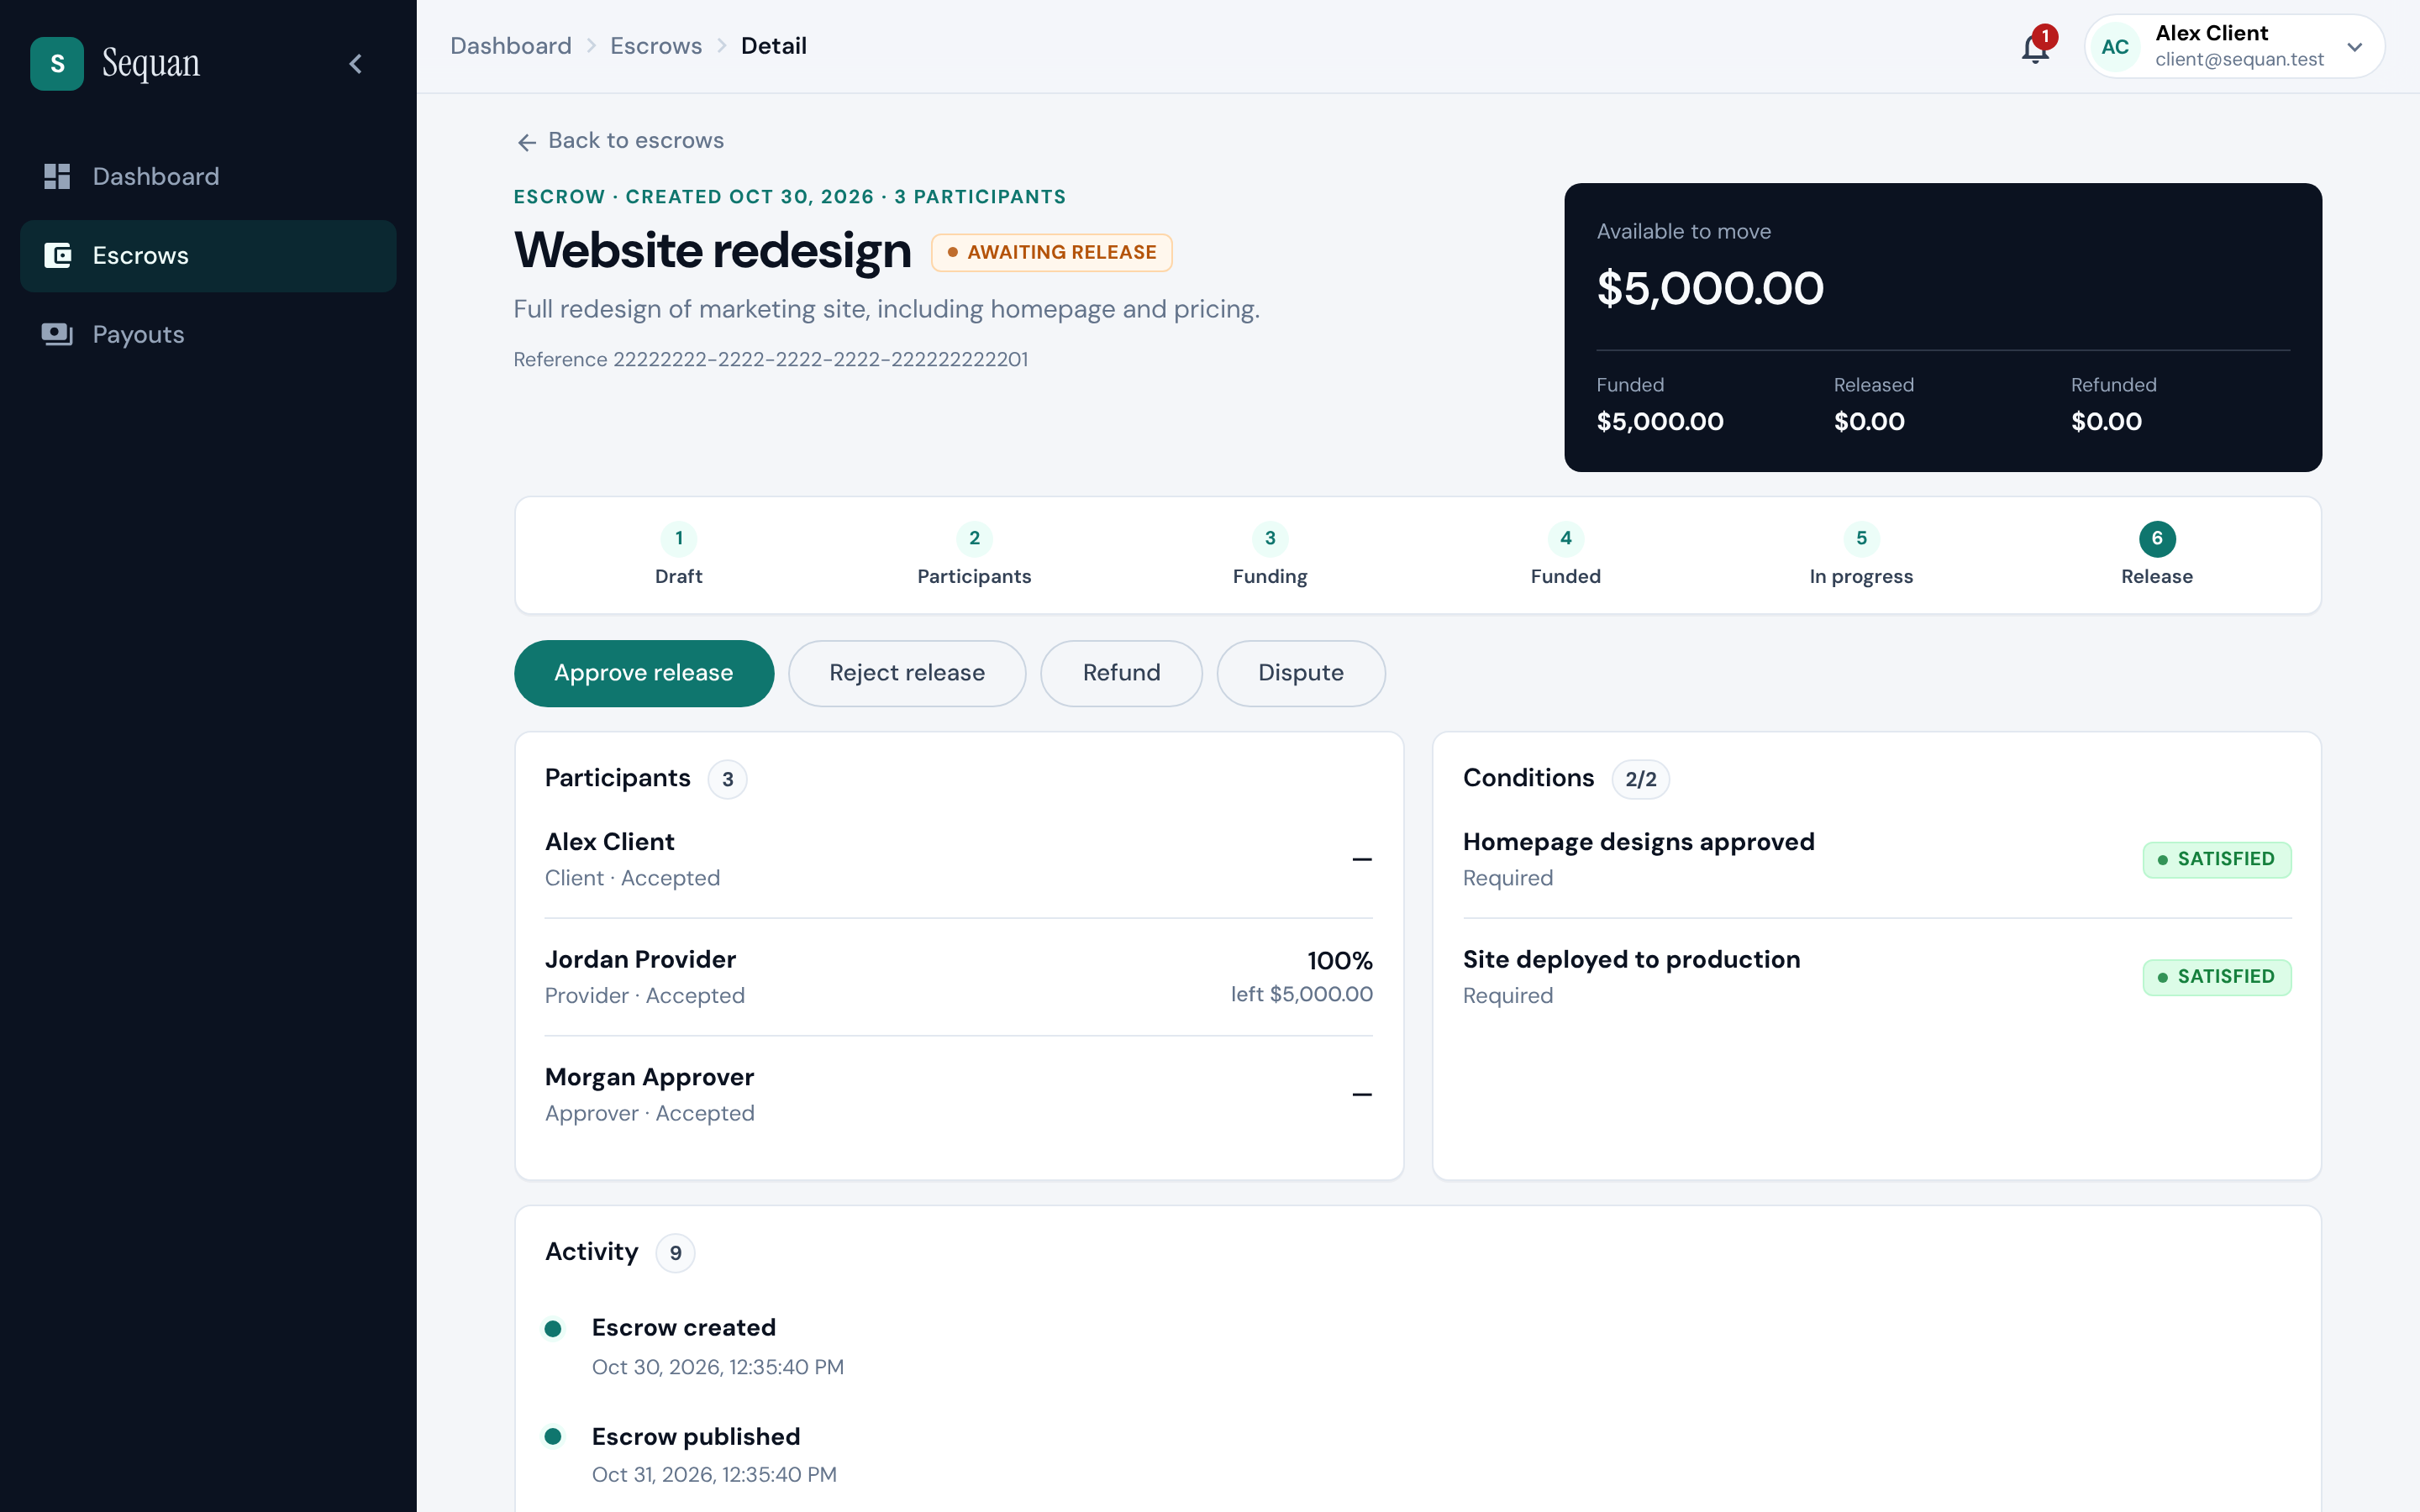 S Sequan
Dashboard
Escrows
Payouts
Dashboard > Escrows > Detail
1
AC
Alex Client
client@sequan.test
← Back to escrows
ESCROW · CREATED OCT 30, 2026 · 3 PARTICIPANTS
Website redesign
AWAITING RELEASE
Full redesign of marketing site, including homepage and pricing.
Reference 22222222-2222-2222-2222-222222222201
Available to move
$5,000.00
Funded Released Refunded
$5,000.00 $0.00 $0.00
1 2 3 4 5 6
Draft Participants Funding Funded In progress Release
Approve release Reject release Refund Dispute
Participants 3
Alex Client
Client · Accepted
—
Jordan Provider
Provider · Accepted
100%
left $5,000.00
Morgan Approver
Approver · Accepted
—
Conditions 2/2
Homepage designs approved
Required
SATISFIED
Site deployed to production
Required
SATISFIED
Activity 9
Escrow created
Oct 30, 2026, 12:35:40 PM
Escrow published
Oct 31, 2026, 12:35:40 PM